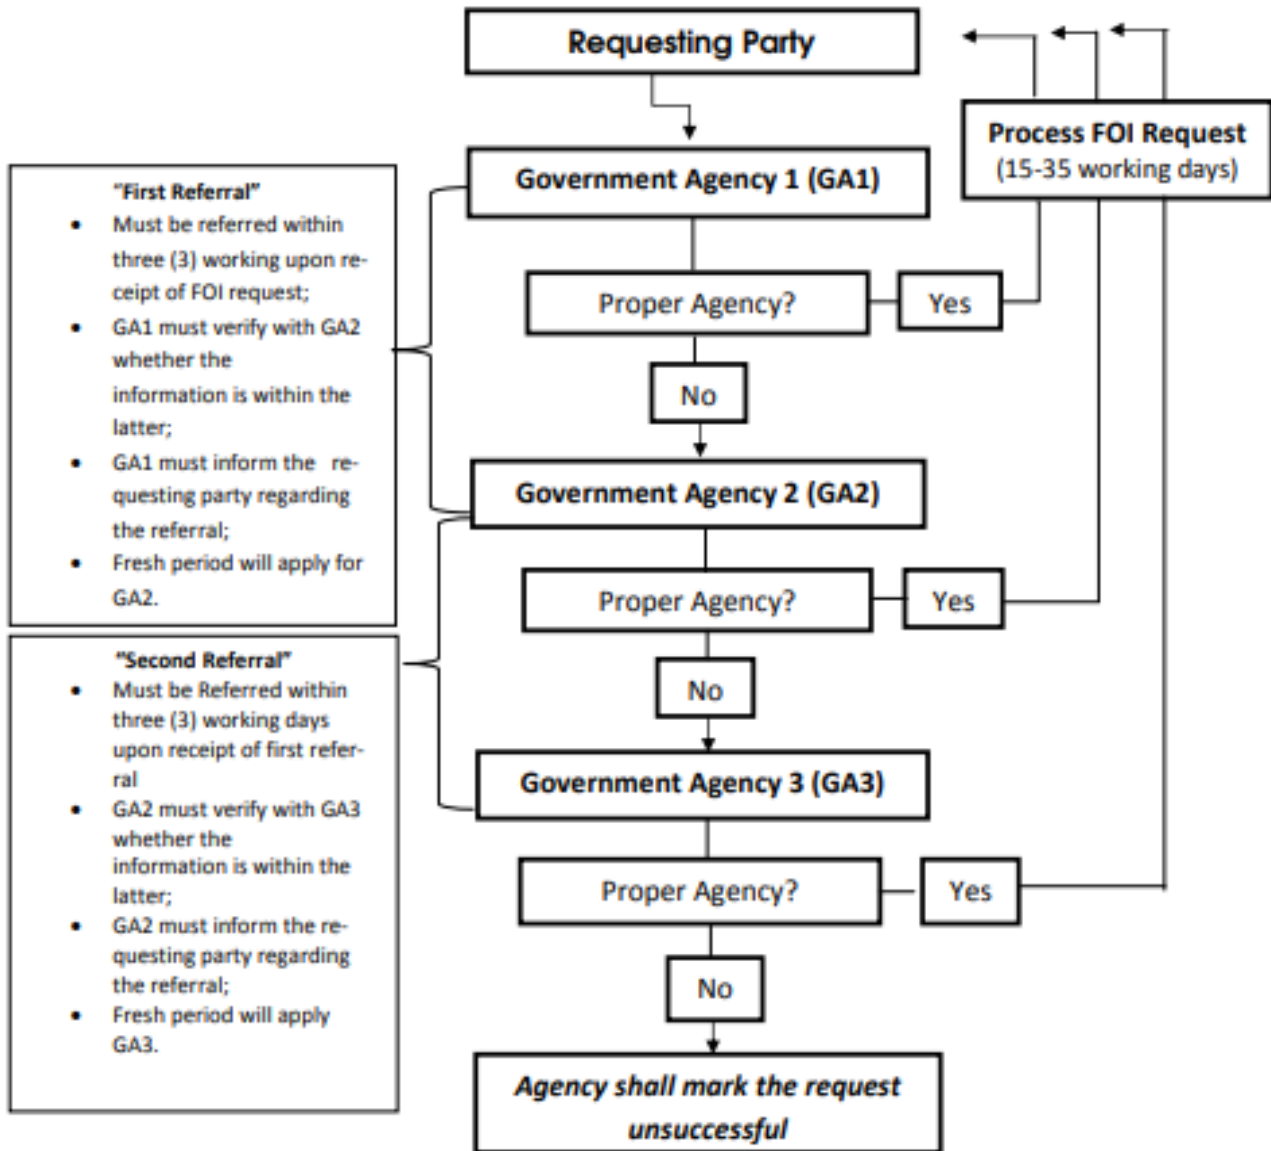 Requesting Party
Process FOI Request
(15-35 working days)
Government Agency 1 (GA1)
Proper Agency?
Yes
No
"First Referral"
• Must be referred within
three (3) working upon re-
ceipt of FOI request;
• GA1 must verify with GA2
whether the
information is within the
latter;
• GA1 must inform the re-
questing party regarding
the referral;
• Fresh period will apply for
GA2.
Government Agency 2 (GA2)
Proper Agency?
Yes
No
"Second Referral"
• Must be Referred within
three (3) working days
upon receipt of first refer-
ral
• GA2 must verify with GA3
whether the
information is within the
latter;
• GA2 must inform the re-
questing party regarding
the referral;
• Fresh period will apply
GA3.
Government Agency 3 (GA3)
Proper Agency?
Yes
No
Agency shall mark the request
unsuccessful